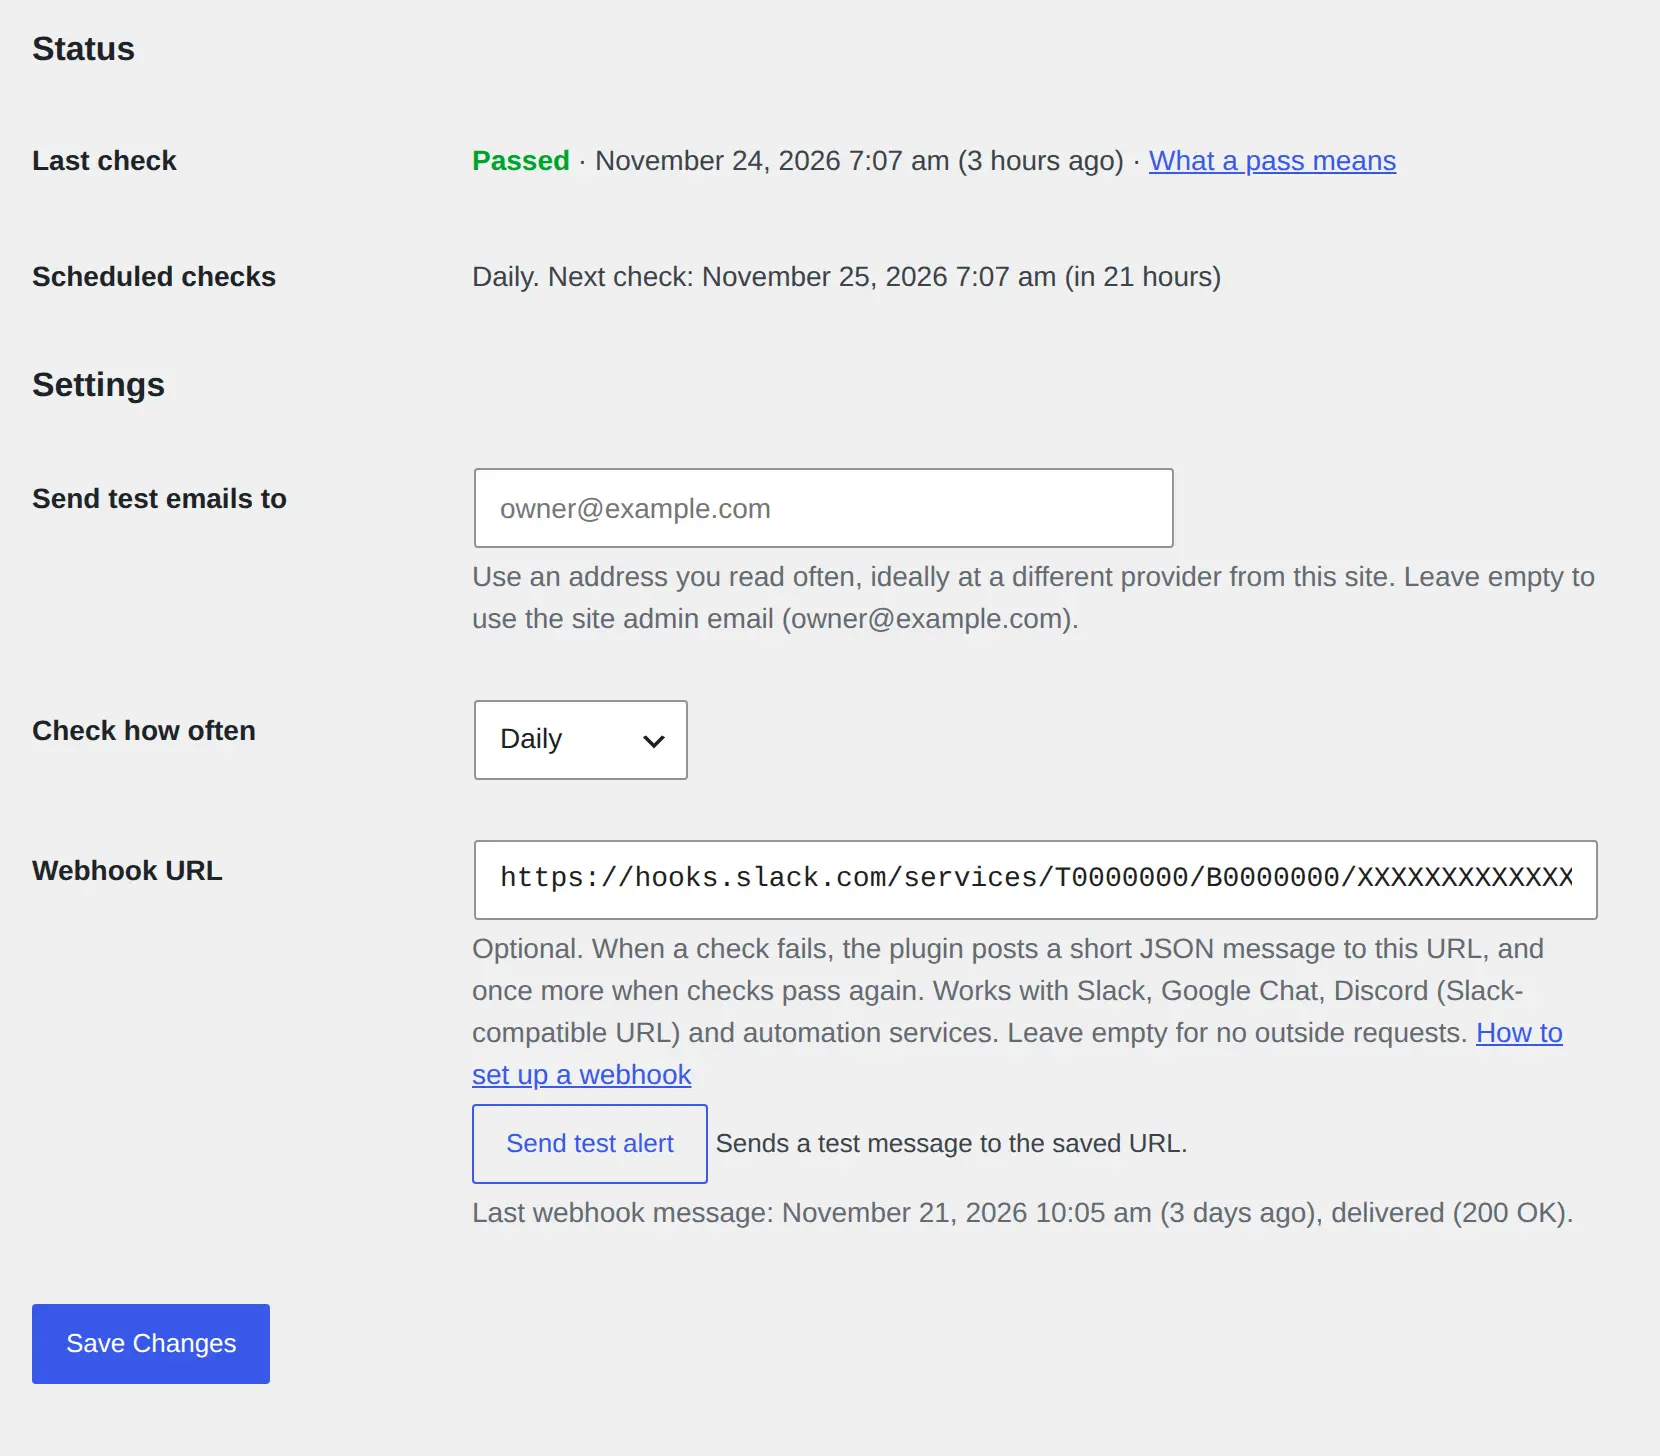 Status
Last check
Passed · November 24, 2026 7:07 am (3 hours ago) · What a pass means
Scheduled checks
Daily. Next check: November 25, 2026 7:07 am (in 21 hours)
Settings
Send test emails to
owner@example.com
Use an address you read often, ideally at a different provider from this site. Leave empty to
use the site admin email (owner@example.com).
Check how often
Daily
Webhook URL
https://hooks.slack.com/services/T0000000/B0000000/XXXXXXXXXXXXX
Optional. When a check fails, the plugin posts a short JSON message to this URL, and
once more when checks pass again. Works with Slack, Google Chat, Discord (Slack-
compatible URL) and automation services. Leave empty for no outside requests. How to
set up a webhook
Send test alert Sends a test message to the saved URL.
Last webhook message: November 21, 2026 10:05 am (3 days ago), delivered (200 OK).
Save Changes